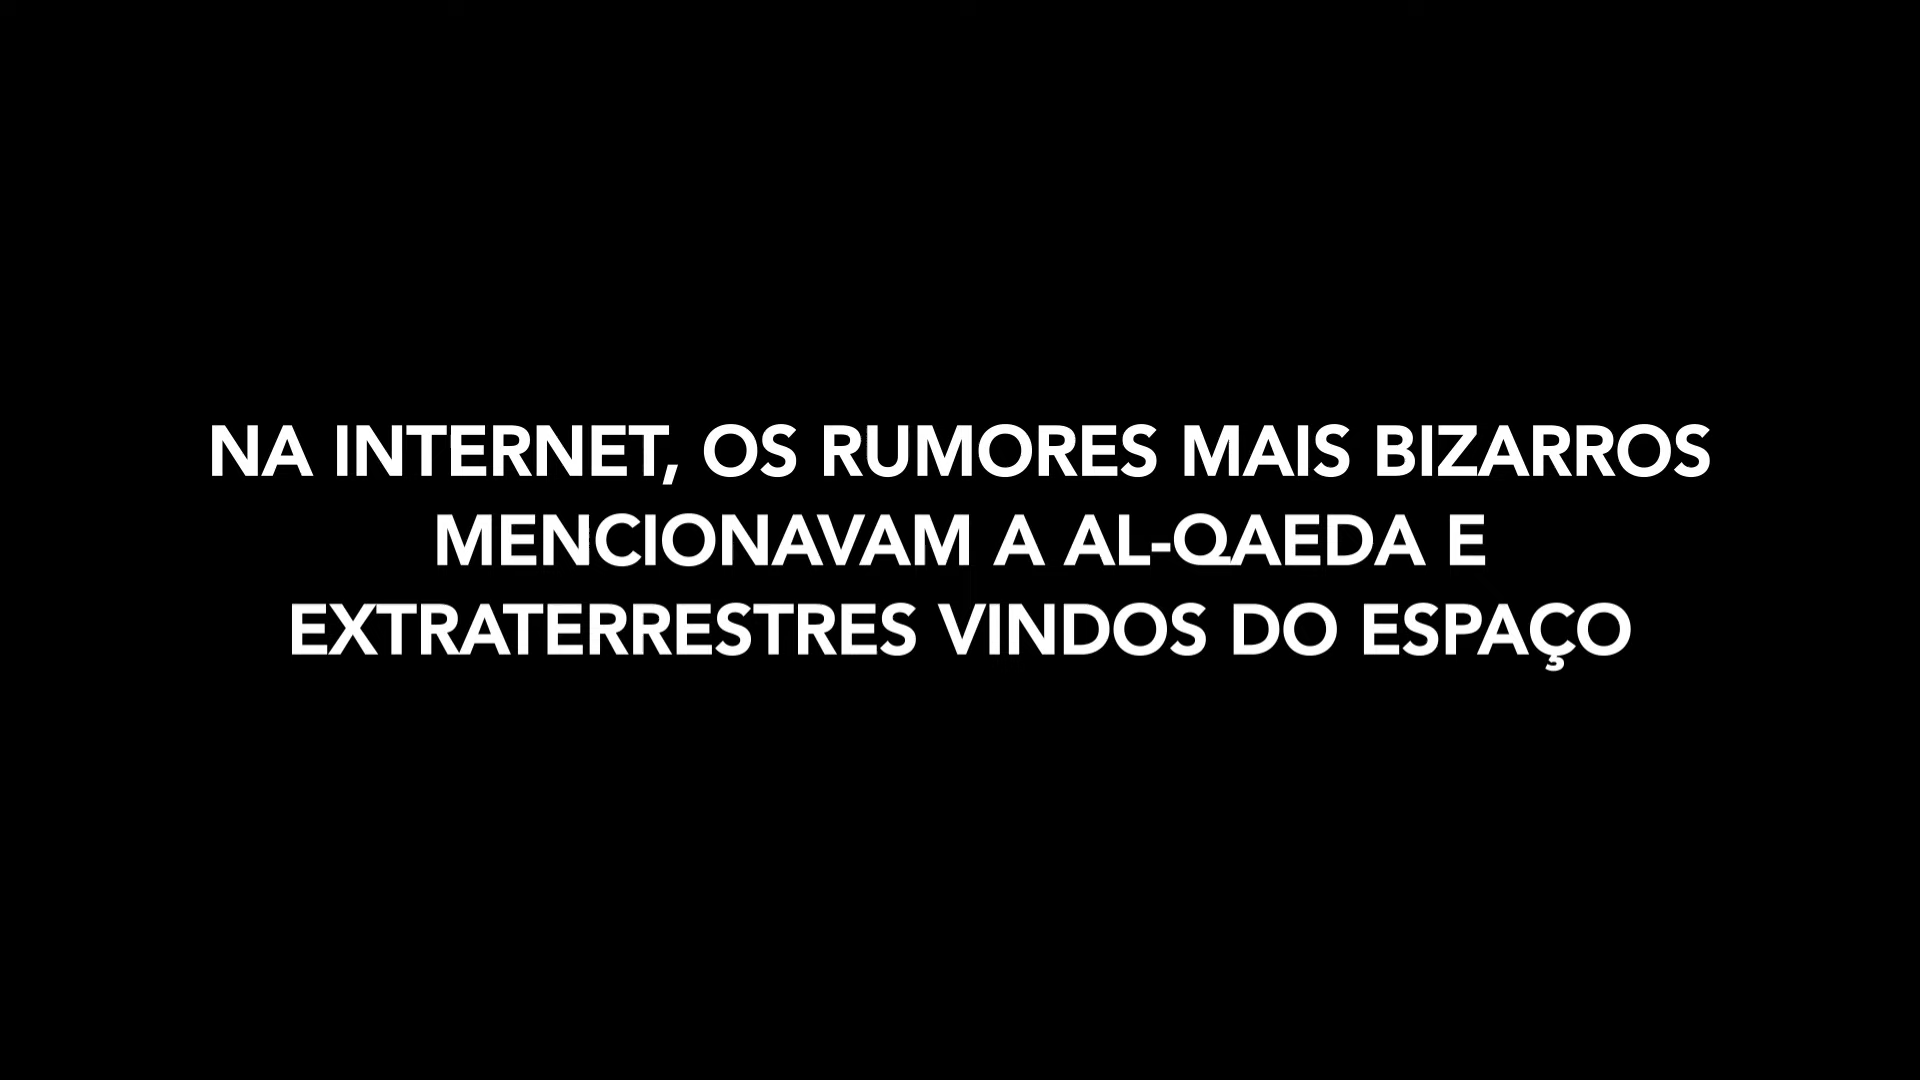 NA INTERNET, OS RUMORES MAIS BIZARROS
MENCIONAVAM A AL-QAEDA E
EXTRATERRESTRES VINDOS DO ESPAÇO